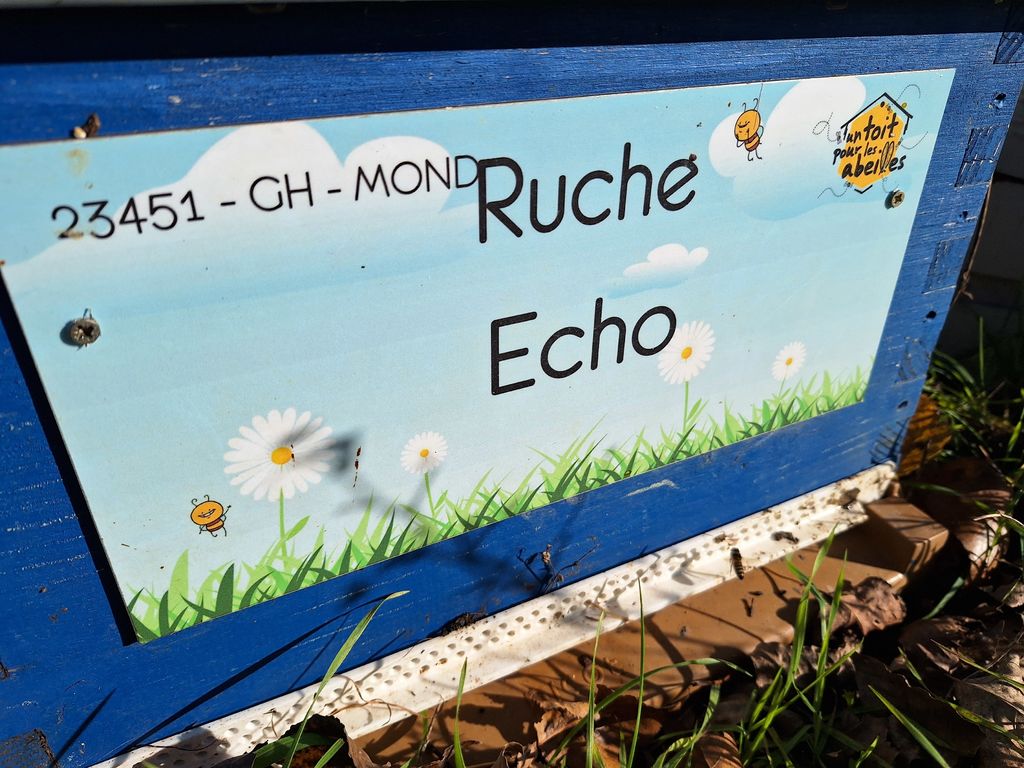 23451 - GH - MOND
Ruche
Echo
un toit
pour les
abeilles